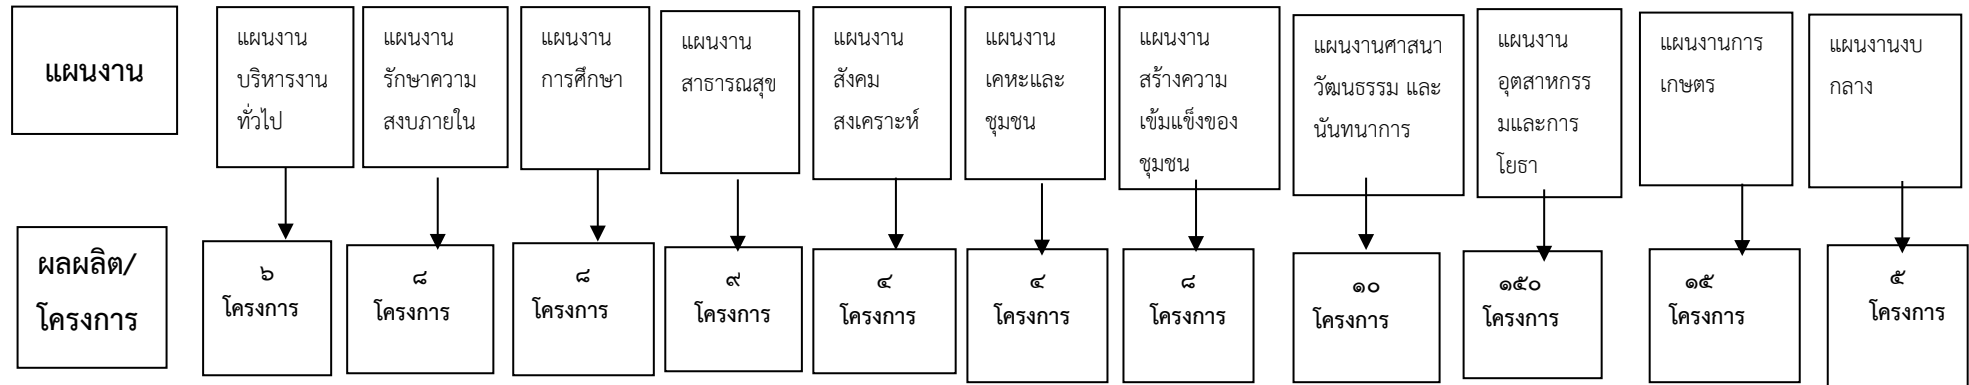 แผนงาน
แผนงาน
บริหารงาน
ทั่วไป
แผนงาน
รักษาความ
สงบภายใน
แผนงาน
การศึกษา
แผนงาน
สาธารณสุข
แผนงาน
สังคม
สงเคราะห์
แผนงาน
เคหะและ
ชุมชน
แผนงาน
สร้างความ
เข้มแข็งของ
ชุมชน
แผนงานศาสนา
วัฒนธรรม และ
นันทนาการ
แผนงาน
อุตสาหกรร
มและการ
โยธา
แผนงานการ
เกษตร
แผนงานงบ
กลาง
ผลผลิต/
โครงการ
๖
โครงการ
๘
โครงการ
๘
โครงการ
๙
โครงการ
๔
โครงการ
๔
โครงการ
๘
โครงการ
๑๐
โครงการ
๑๕๐
โครงการ
๑๕
โครงการ
๕
โครงการ